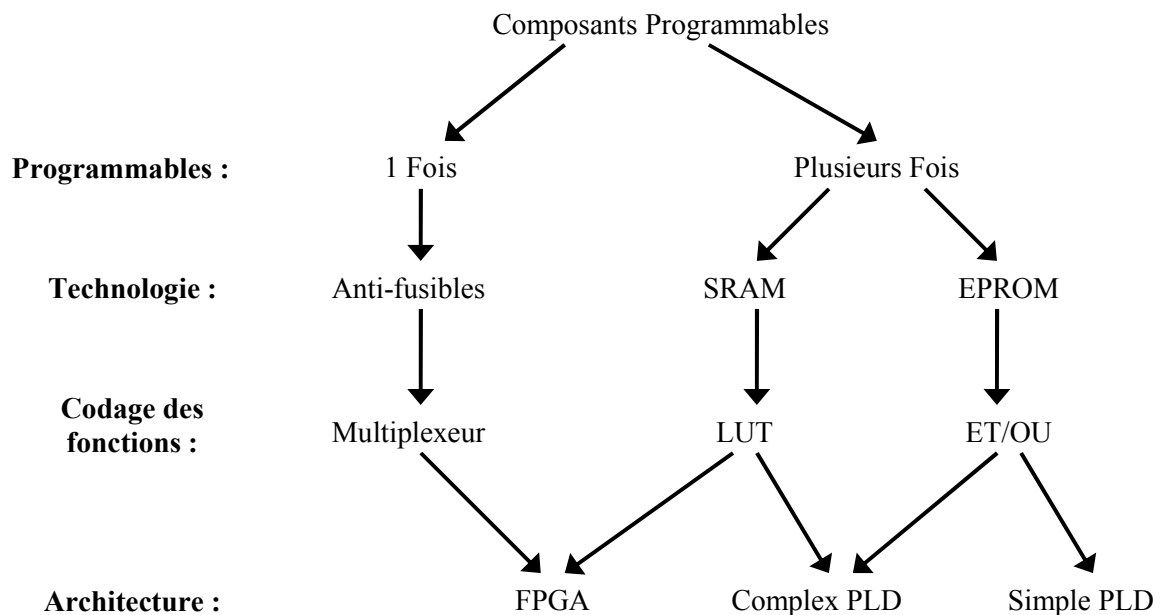 Composants Programmables
Programmables : 1 Fois Plusieurs Fois
Technologie : Anti-fusibles SRAM EPROM
Codage des
fonctions : Multiplexeur LUT ET/OU
Architecture : FPGA Complex PLD Simple PLD